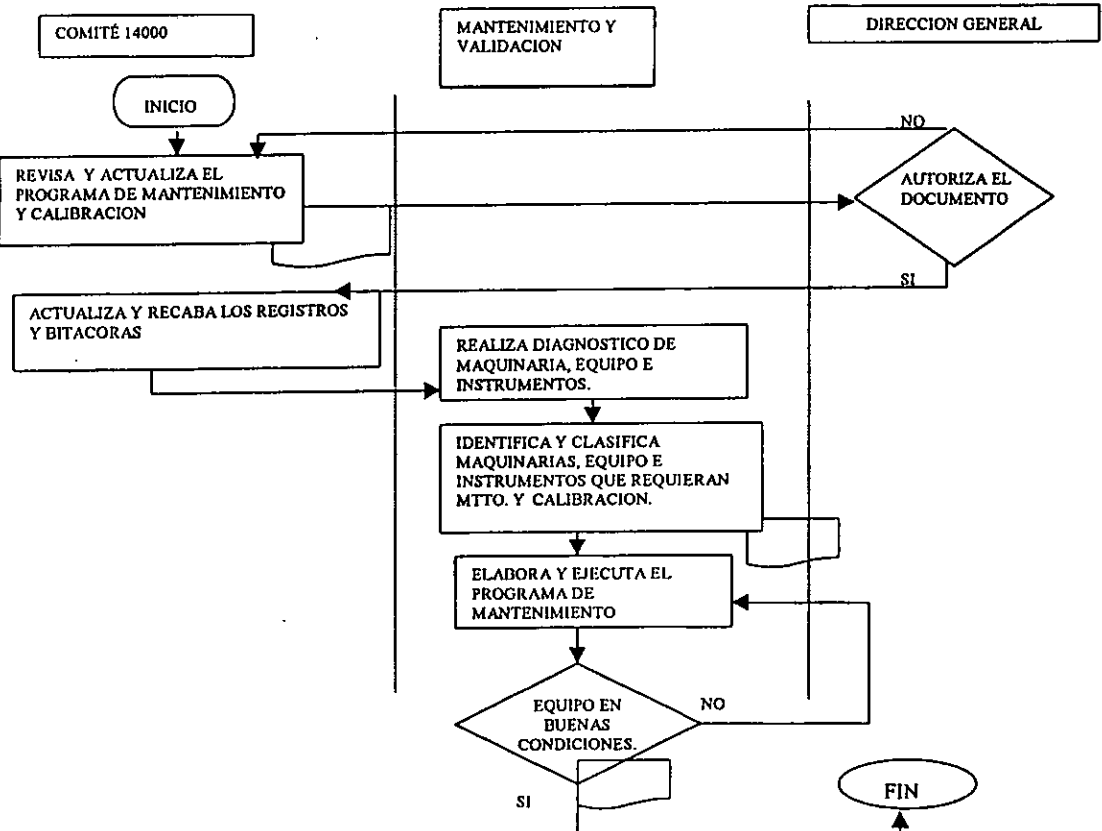 COMITÉ 14000
MANTENIMIENTO Y
VALIDACION
DIRECCION GENERAL
INICIO
NO
REVISA Y ACTUALIZA EL
PROGRAMA DE MANTENIMIENTO
Y CALIBRACION
AUTORIZA EL
DOCUMENTO
SI
ACTUALIZA Y RECABA LOS REGISTROS
Y BITACORAS
REALIZA DIAGNOSTICO DE
MAQUINARIA, EQUIPO E
INSTRUMENTOS.
IDENTIFICA Y CLASIFICA
MAQUINARIAS, EQUIPO E
INSTRUMENTOS QUE REQUIERAN
MTTO. Y CALIBRACION.
ELABORA Y EJECUTA EL
PROGRAMA DE
MANTENIMIENTO
EQUIPO EN
BUENAS
CONDICIONES.
NO
SI
FIN